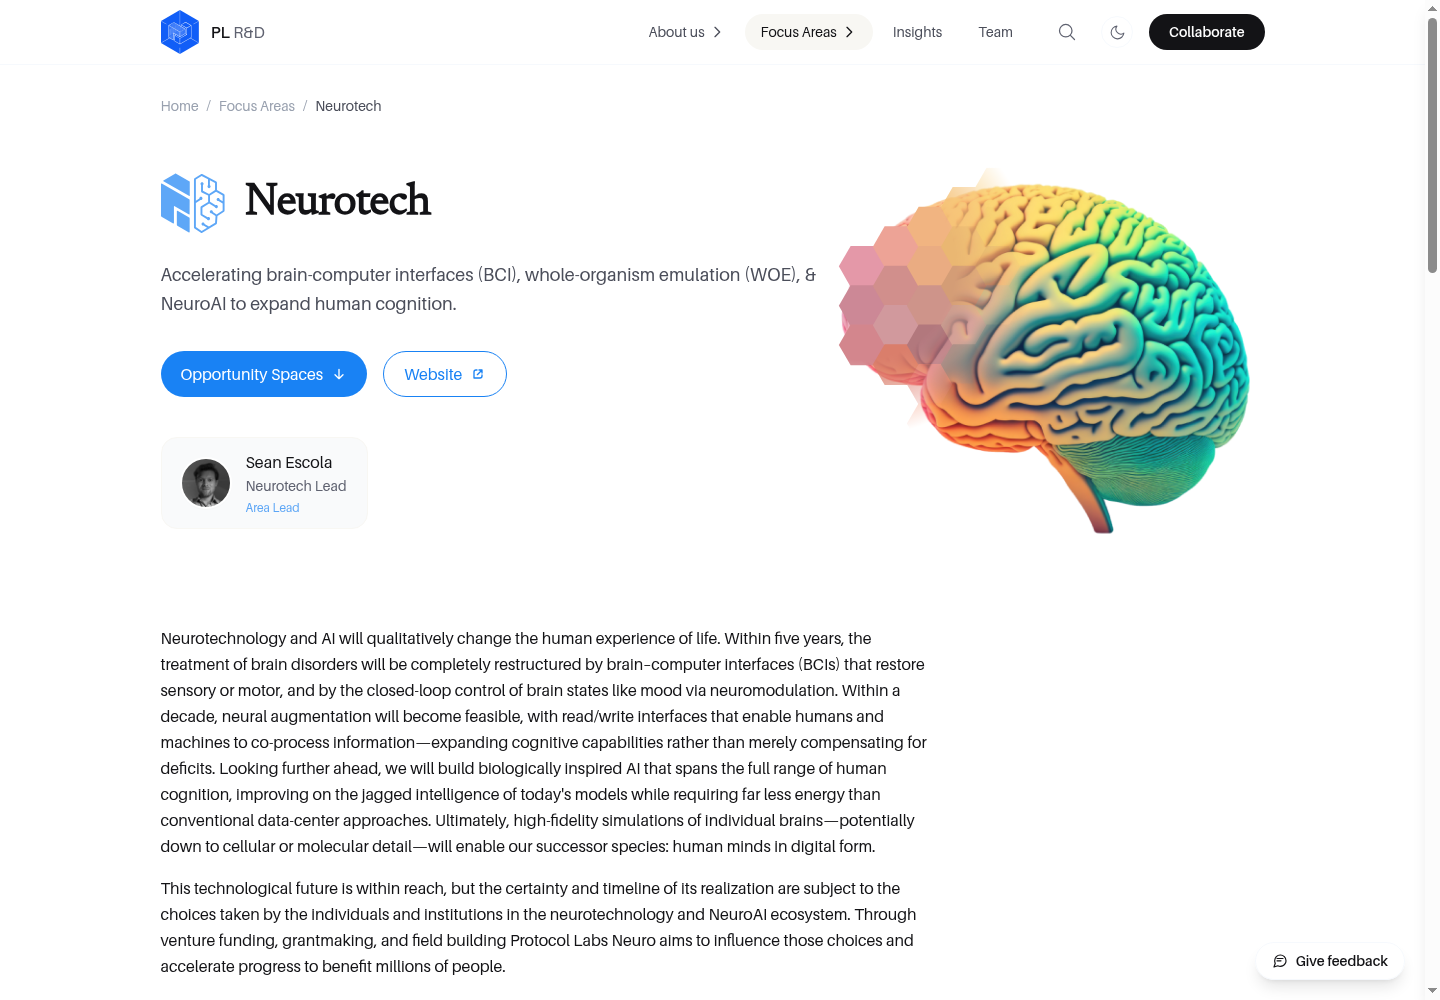 PL R&D
About us
Focus Areas
Insights
Team
Collaborate
Home / Focus Areas / Neurotech
Neurotech
Accelerating brain-computer interfaces (BCI), whole-organism emulation (WOE), &
NeuroAI to expand human cognition.
Opportunity Spaces
Website
Sean Escola
Neurotech Lead
Area Lead
Neurotechnology and AI will qualitatively change the human experience of life. Within five years, the
treatment of brain disorders will be completely restructured by brain–computer interfaces (BCIs) that restore
sensory or motor, and by the closed-loop control of brain states like mood via neuromodulation. Within a
decade, neural augmentation will become feasible, with read/write interfaces that enable humans and
machines to co-process information—expanding cognitive capabilities rather than merely compensating for
deficits. Looking further ahead, we will build biologically inspired AI that spans the full range of human
cognition, improving on the jagged intelligence of today's models while requiring far less energy than
conventional data-center approaches. Ultimately, high-fidelity simulations of individual brains—potentially
down to cellular or molecular detail—will enable our successor species: human minds in digital form.
This technological future is within reach, but the certainty and timeline of its realization are subject to the
choices taken by the individuals and institutions in the neurotechnology and NeuroAI ecosystem. Through
venture funding, grantmaking, and field building Protocol Labs Neuro aims to influence those choices and
accelerate progress to benefit millions of people.
Give feedback